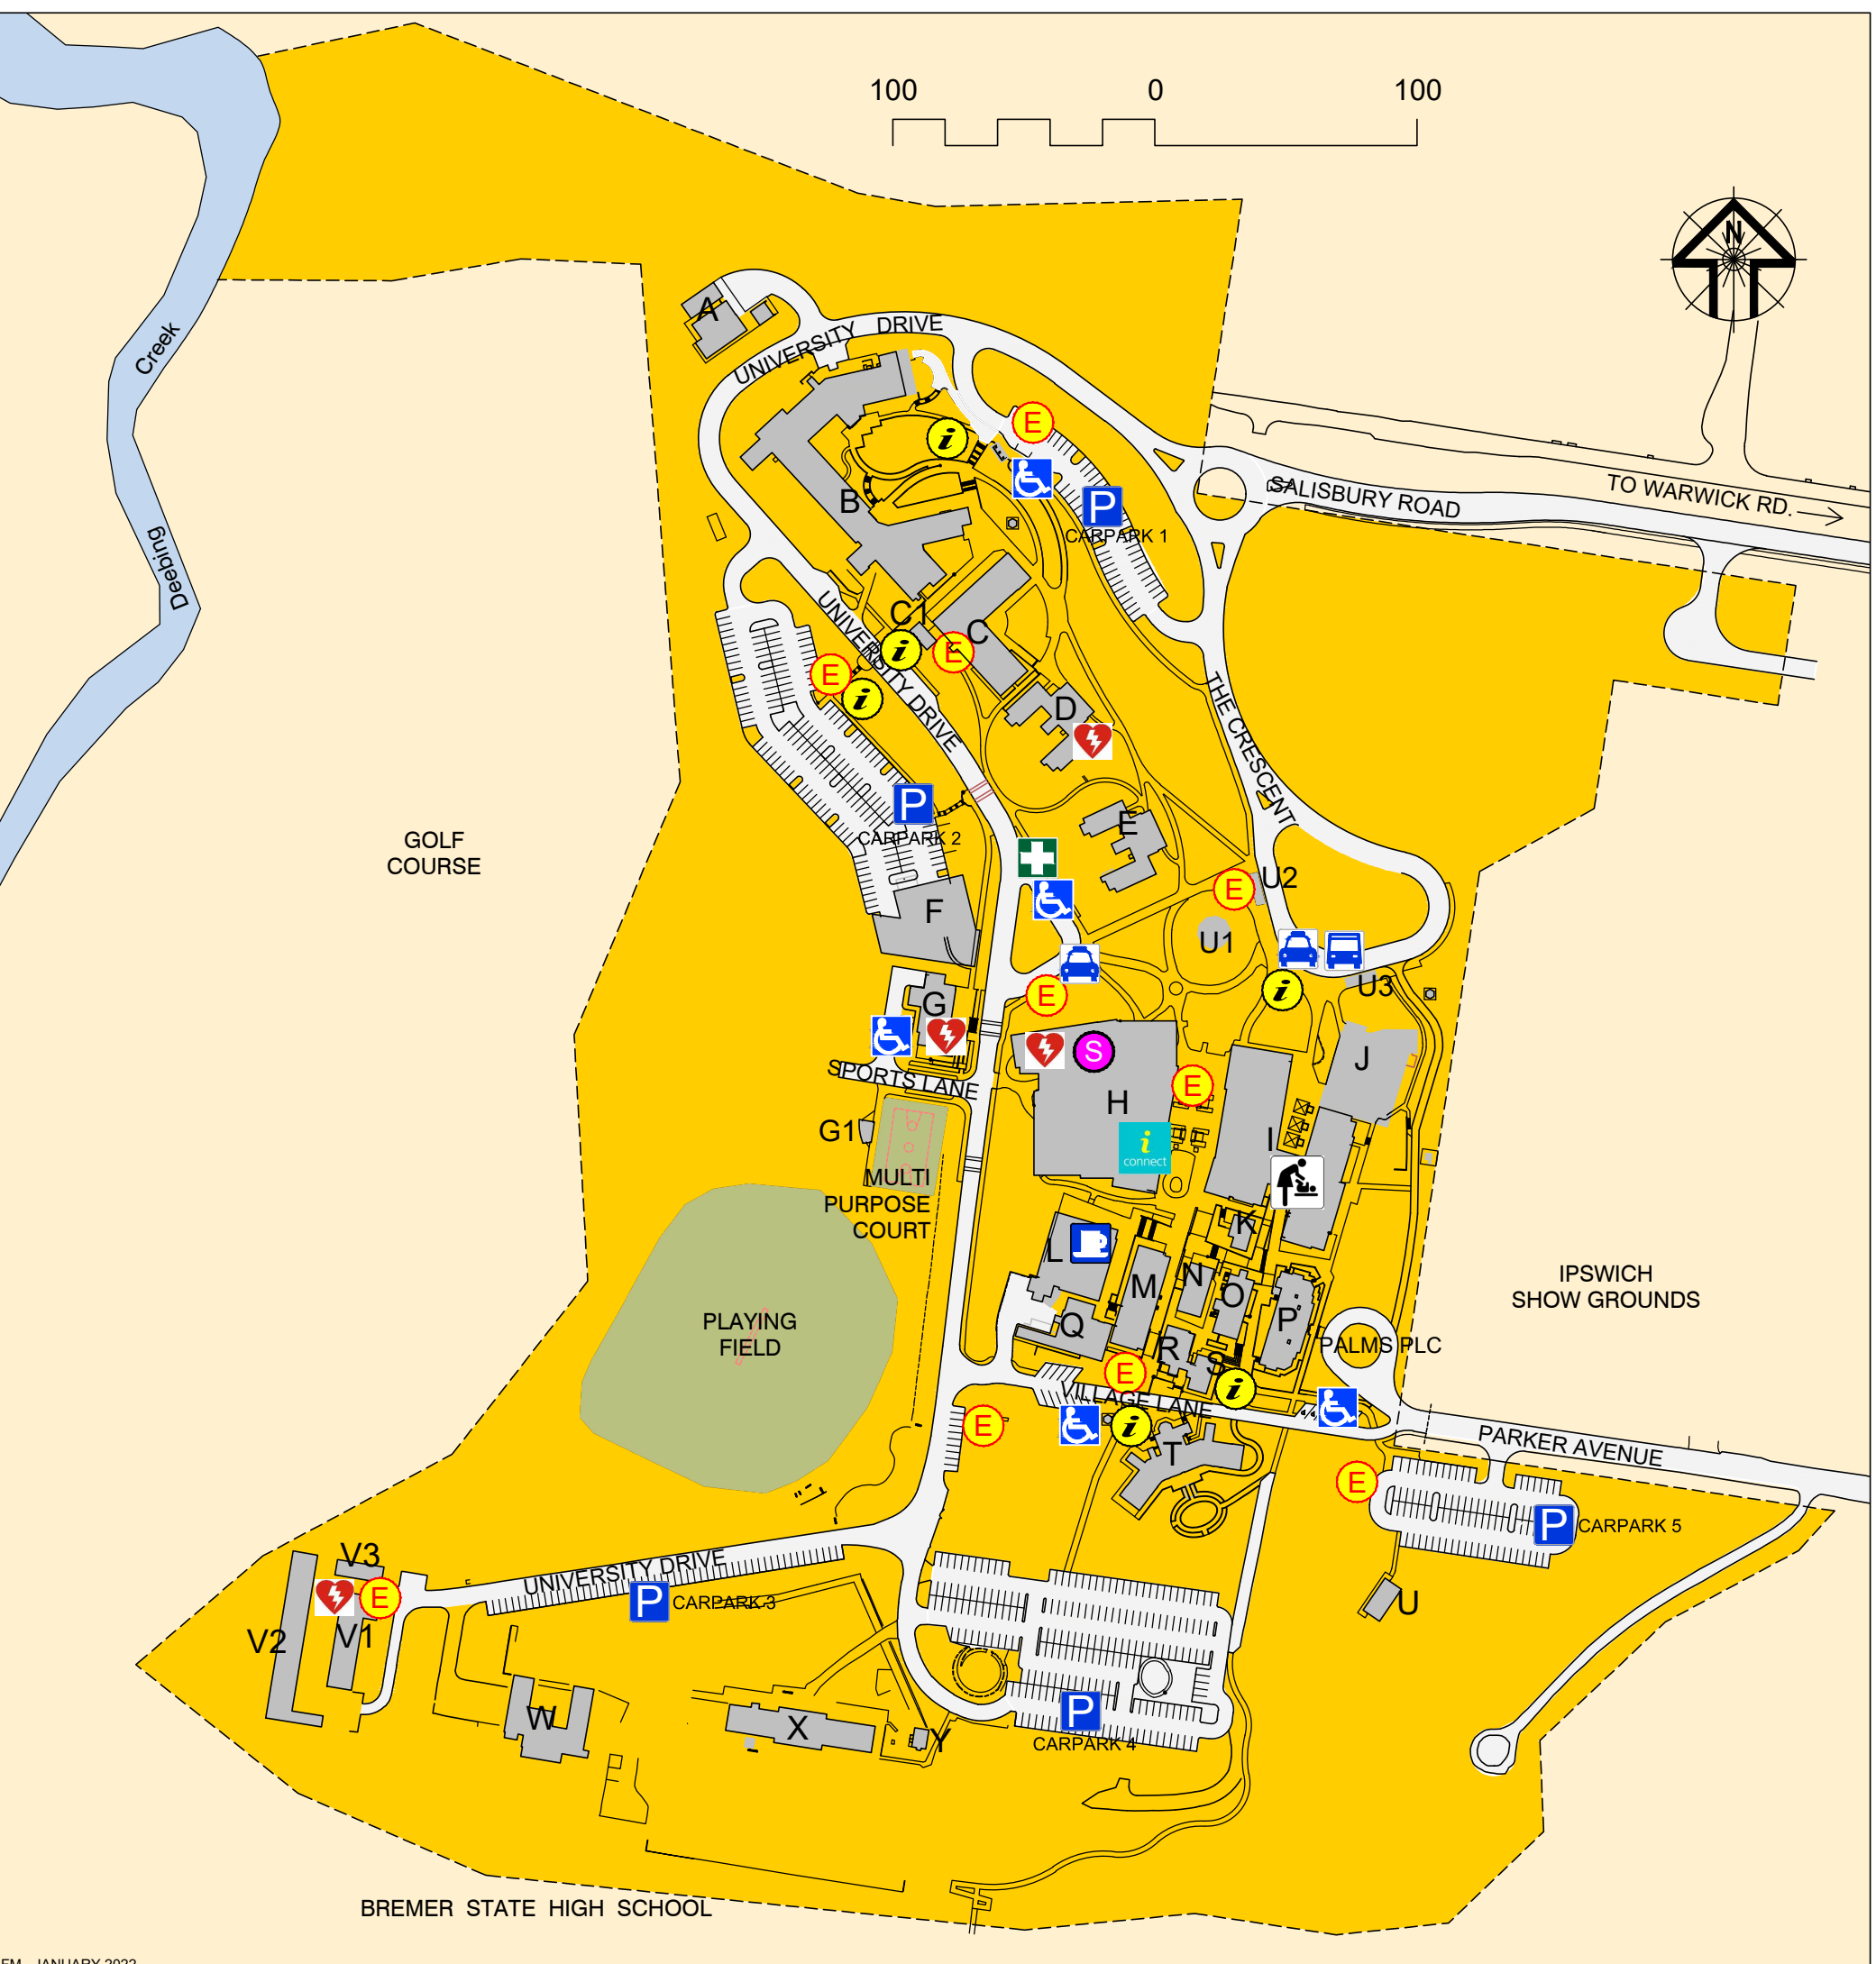 100 0 100
N
A
UNIVERSITY DRIVE
E
i
P
B
CARPARK 1
SALISBURY ROAD
TO WARWICK RD.
Creek
Deebing
C1
UNIVERSITY DRIVE
i
E
C
E
i
D
THE CRESCENT
P
CARPARK 2
GOLF
COURSE
E
E
U2
F
U1
U3
i
G
E
S
J
SPORTS LANE
E
H
G1
I
i
connect
MULTI
PURPOSE
COURT
K
L
M
N
O
P
Q
R
S
IPSWICH
SHOW GROUNDS
PLAYING
FIELD
PALMS PLC
E
i
VILLAGE LANE
E
i
T
PARKER AVENUE
E
P
CARPARK 5
V3
E
UNIVERSITY DRIVE
P
CARPARK 3
U
V2
V1
W
X
Y
P
CARPARK 4
BREMER STATE HIGH SCHOOL